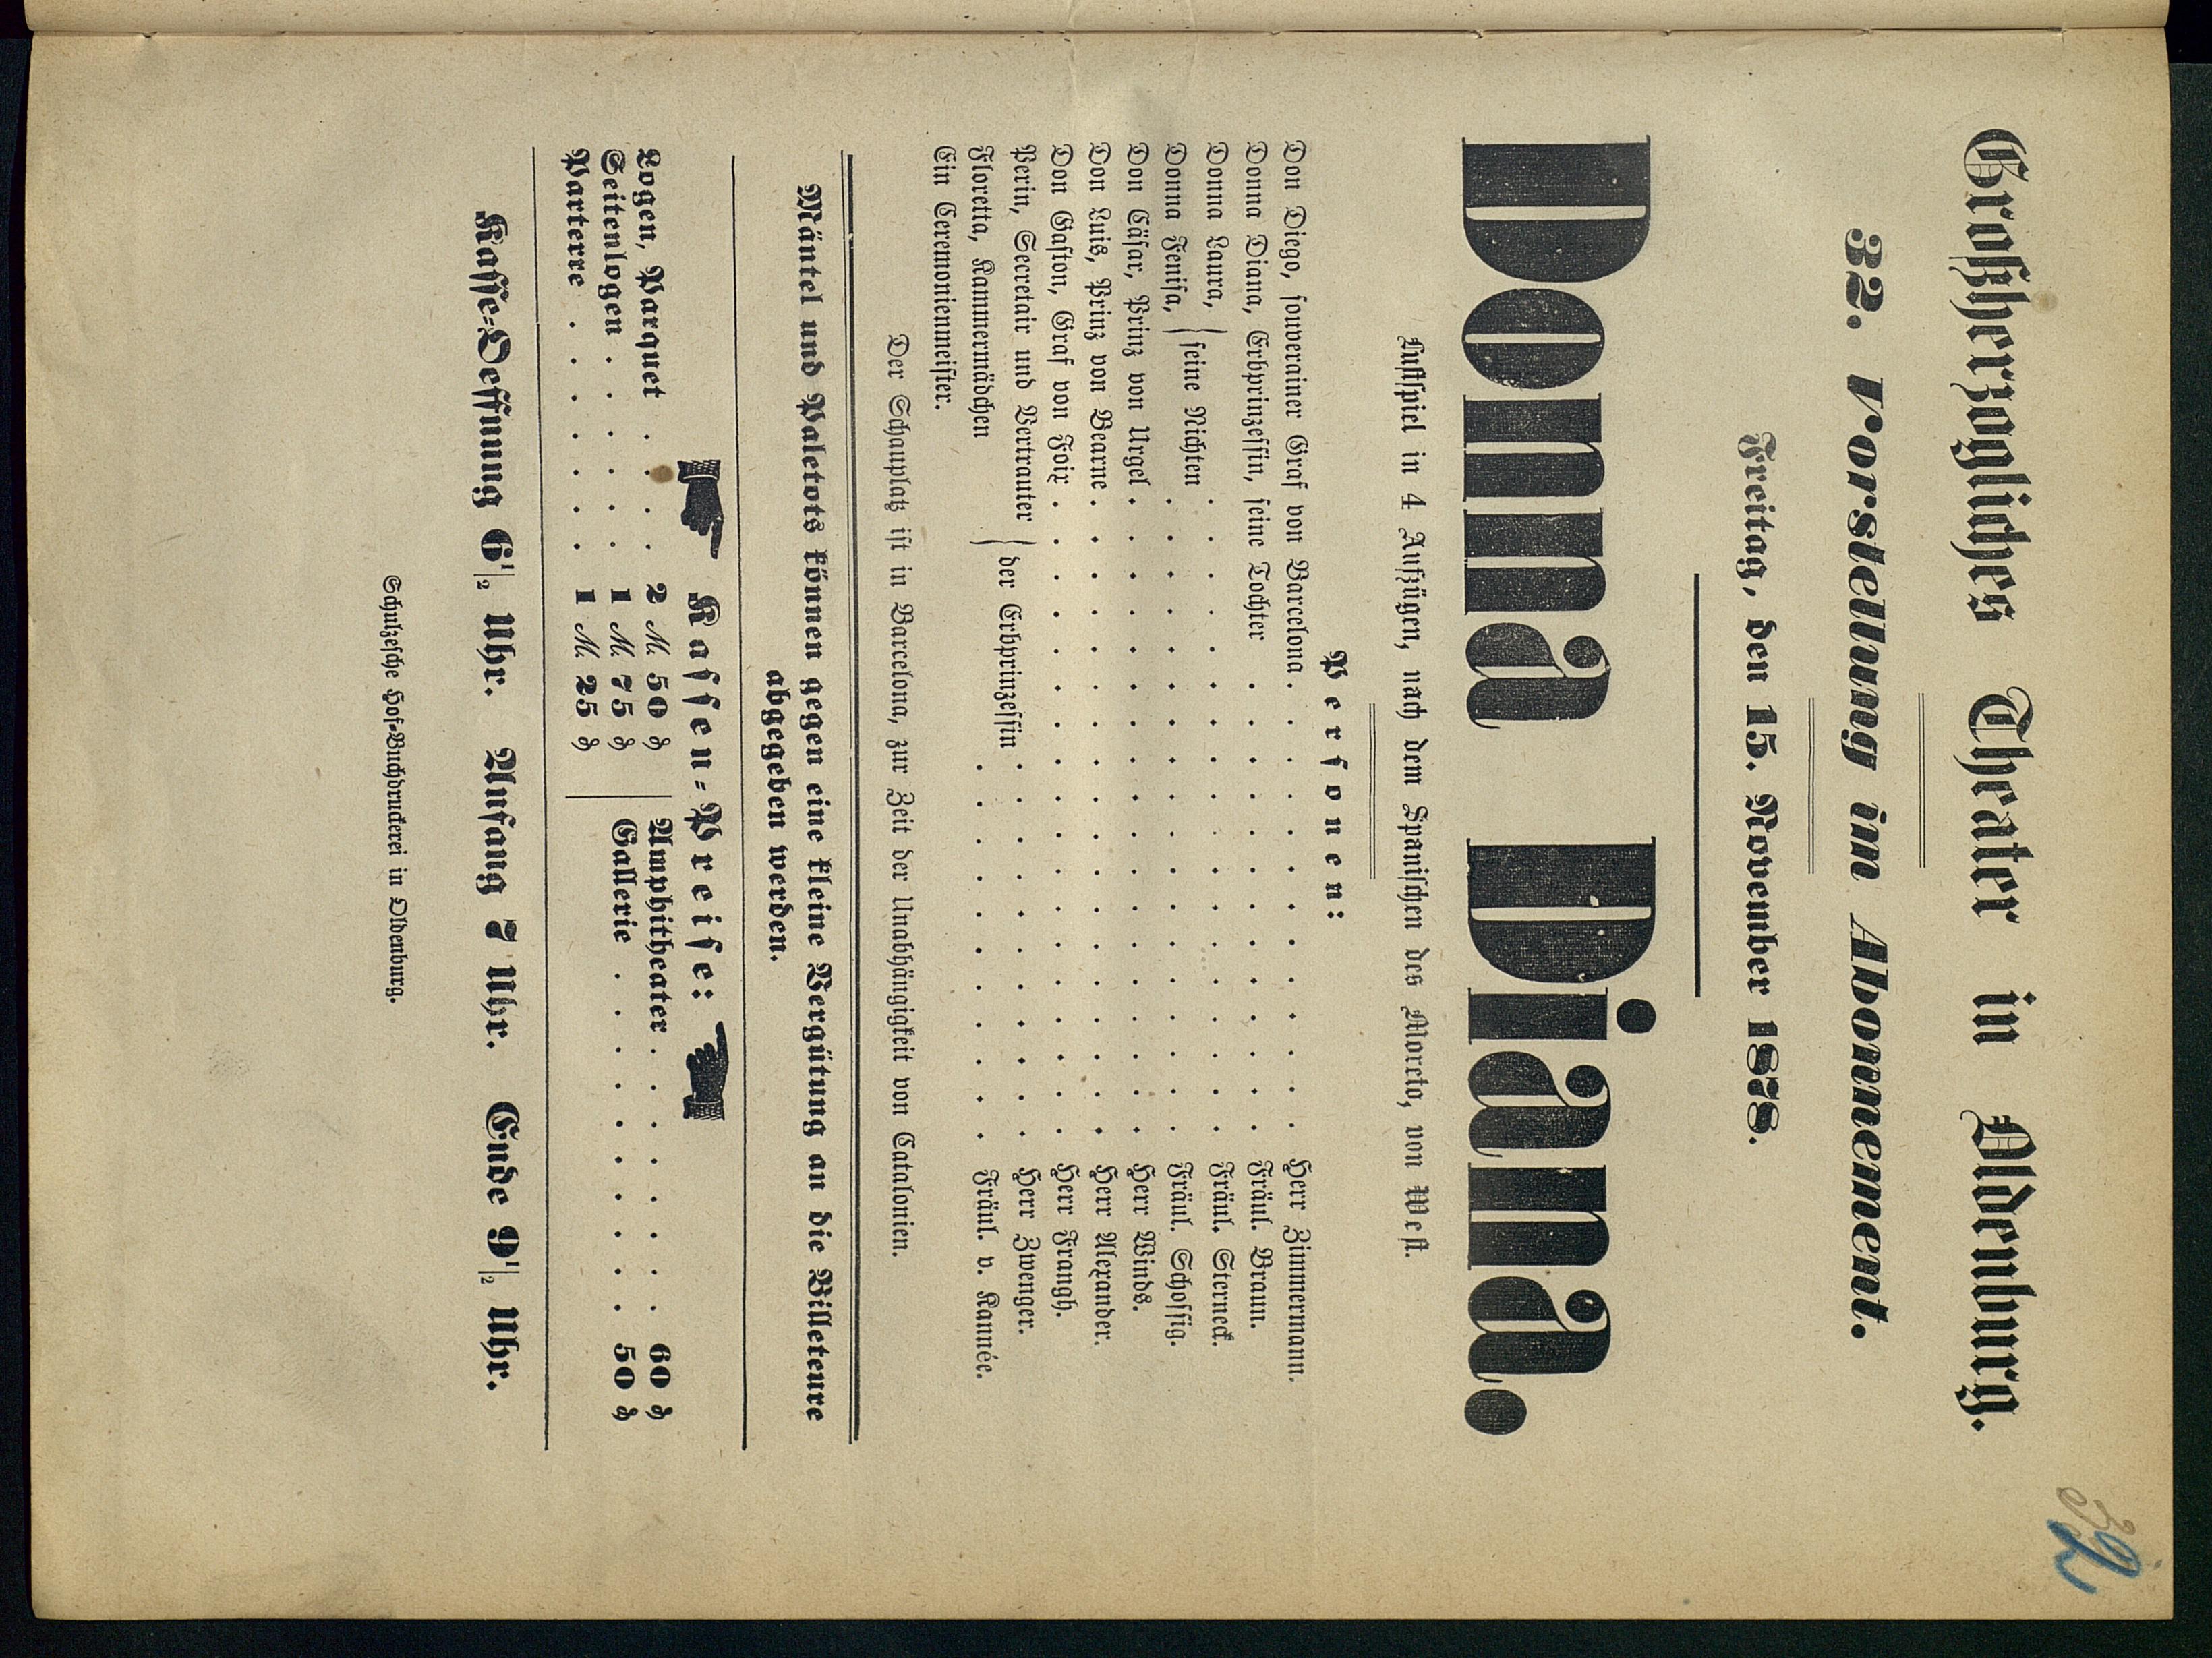 32
Großherzogliches Theater in Oldenburg.
32. Vorstellung im Abonnement.
Freitag, den 15. November 1878.
Donna Diana.
Lustspiel in 4 Aufzügen, nach dem Spanischen des Moreto, von West.
Personen:
Don Diego, souverainer Graf von Barcelona . . . . . . . . . . . . . Herr Zimmermann.
Donna Diana, Erbprinzessin, seine Tochter . . . . . . . . . . . . . Fräul. Braun.
Donna Laura, } seine Nichten . . . . . . . . . . . . . . . . . . Fräul. Sterneck.
Donna Fenisa, . . . . . . . . . . . . . . . . . . Fräul. Schossig.
Don Cäsar, Prinz von Urgel . . . . . . . . . . . . . . . . . . Herr Winds.
Don Luis, Prinz von Bearne . . . . . . . . . . . . . . . . . . Herr Alexander.
Don Gaston, Graf von Foix . . . . . . . . . . . . . . . . . . Herr Frangh.
Perin, Secretair und Vertrauter } der Erbprinzessin . . . . . . . . . . . Herr Zwenger.
Floretta, Kammermädchen . . . . . . . . . . . Fräul. v. Kannée.
Ein Ceremonienmeister.
Der Schauplatz ist in Barcelona, zur Zeit der Unabhängigkeit von Catalonien.
Mäntel und Paletots können gegen eine kleine Vergütung an die Billeteure
abgegeben werden.
Kassen-Preise:
Logen, Parquet . . . . 2 M. 50 ₰
Seitenlogen . . . . . . 1 M. 75 ₰
Parterre . . . . . . . 1 M. 25 ₰
Amphitheater . . . . . . . . 60 ₰
Gallerie . . . . . . . . . . 50 ₰
Kasse-Oeffnung 6½ Uhr. Anfang 7 Uhr. Ende 9½ Uhr.
Schulzesche Hof-Buchdruckerei in Oldenburg.